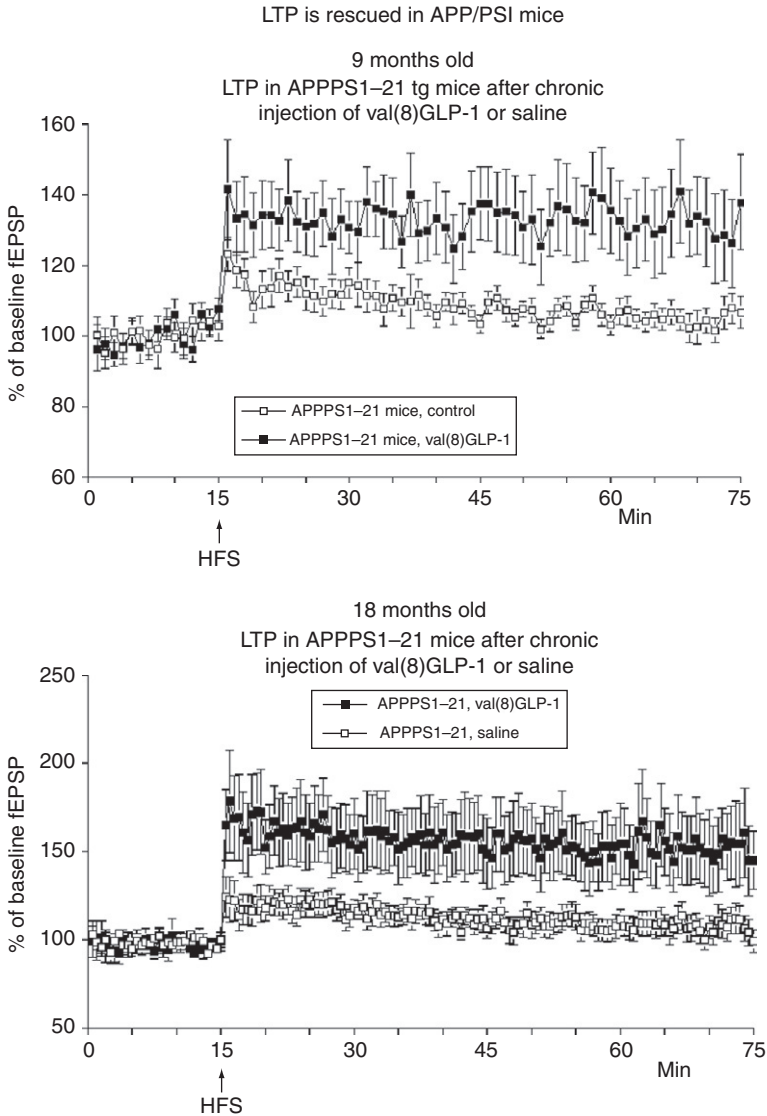 LTP is rescued in APP/PSI mice
9 months old
LTP in APPPS1–21 tg mice after chronic
injection of val(8)GLP-1 or saline
160
140
120
100
80
60
% of baseline fEPSP
APPPS1–21 mice, control
APPPS1–21 mice, val(8)GLP-1
0 15 30 45 60 75
Min
HFS
18 months old
LTP in APPPS1–21 mice after chronic
injection of val(8)GLP-1 or saline
250
200
150
100
50
% of baseline fEPSP
APPPS1–21, val(8)GLP-1
APPPS1–21, saline
0 15 30 45 60 75
Min
HFS